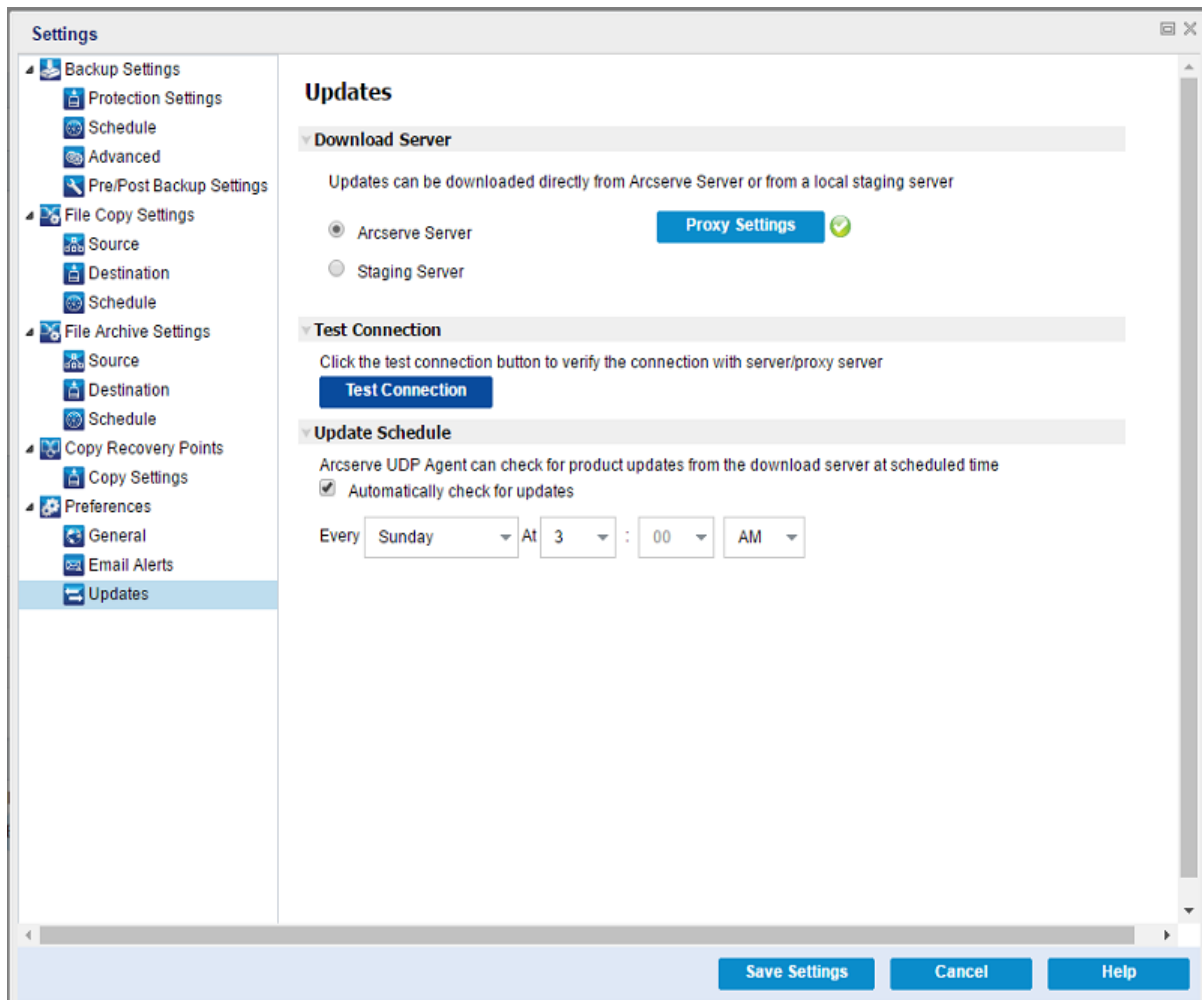 Settings
Backup Settings
Protection Settings
Schedule
Advanced
Pre/Post Backup Settings
File Copy Settings
Source
Destination
Schedule
File Archive Settings
Source
Destination
Schedule
Copy Recovery Points
Copy Settings
Preferences
General
Email Alerts
Updates
Updates
Download Server
Updates can be downloaded directly from Arcserve Server or from a local staging server
Arcserve Server
Proxy Settings
Staging Server
Test Connection
Click the test connection button to verify the connection with server/proxy server
Test Connection
Update Schedule
Arcserve UDP Agent can check for product updates from the download server at scheduled time
Automatically check for updates
Every Sunday At 3 : 00 AM
Save Settings Cancel Help